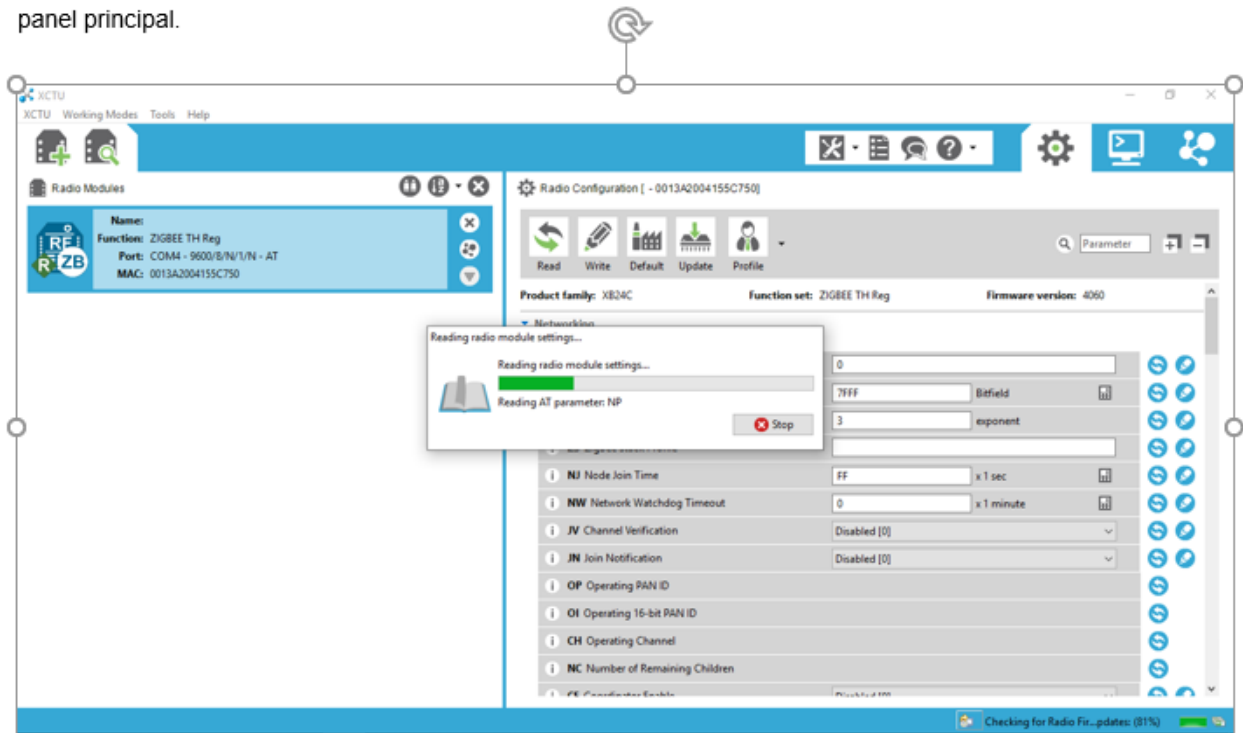 panel principal.
XCTU
XCTU Working Modes Tools Help
Radio Modules
Name:
Function: ZIGBEE TH Reg
Port: COM4 - 9600/8/N/1/N - AT
MAC: 0013A2004155C750
Radio Configuration [ - 0013A2004155C750]
Read Write Default Update Profile
Parameter
Product family: XB24C Function set: ZIGBEE TH Reg Firmware version: 4060
Networking
Reading radio module settings...
Reading radio module settings...
Reading AT parameter: NP
Stop
0
7FFF Bitfield
3 exponent
NJ Node Join Time FF x 1 sec
NW Network Watchdog Timeout 0 x 1 minute
JV Channel Verification Disabled [0]
JN Join Notification Disabled [0]
OP Operating PAN ID
OI Operating 16-bit PAN ID
CH Operating Channel
NC Number of Remaining Children
Checking for Radio Fir...pdates: (81%)